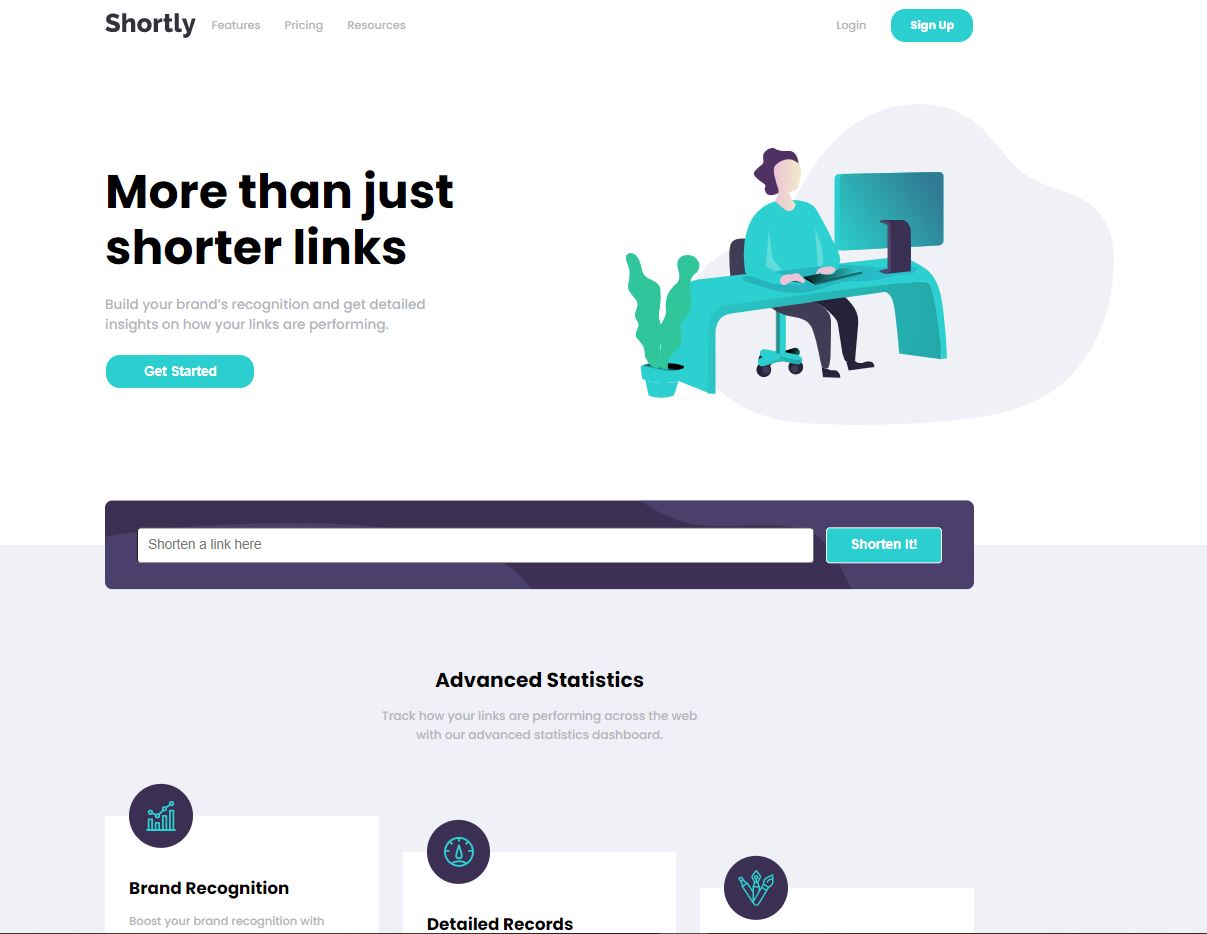 Shortly Features Pricing Resources Login Sign Up
More than just
shorter links
Build your brand’s recognition and get detailed
insights on how your links are performing.
Get Started
Shorten a link here Shorten it!
Advanced Statistics
Track how your links are performing across the web
with our advanced statistics dashboard.
Brand Recognition
Boost your brand recognition with
Detailed Records